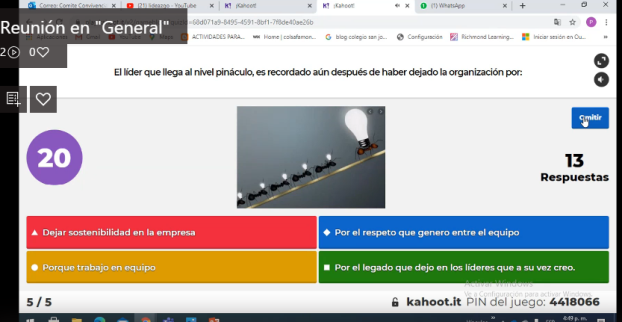 Correo: Comite Convivenci
(21) liderazgo - YouTube
¡Kahoot!
¡Kahoot!
(1) WhatsApp
Reunión en "General"
=68d071a9-8495-4591-8bf1-7f8de40ae26b
2
0
ACTIVIDADES PARA...
Home | colsafamon...
blog colegio san jo...
Configuración
Richmond Learning...
Iniciar sesión en Ou...
El líder que llega al nivel pináculo, es recordado aún después de haber dejado la organización por:
Omitir
20
13
Respuestas
Dejar sostenibilidad en la empresa
Por el respeto que genero entre el equipo
Porque trabajo en equipo
Por el legado que dejo en los líderes que a su vez creo.
Activar Windows
Ve a Configuración para activar Windows.
5 / 5
kahoot.it PIN del juego: 4418066
4:49 p. m.